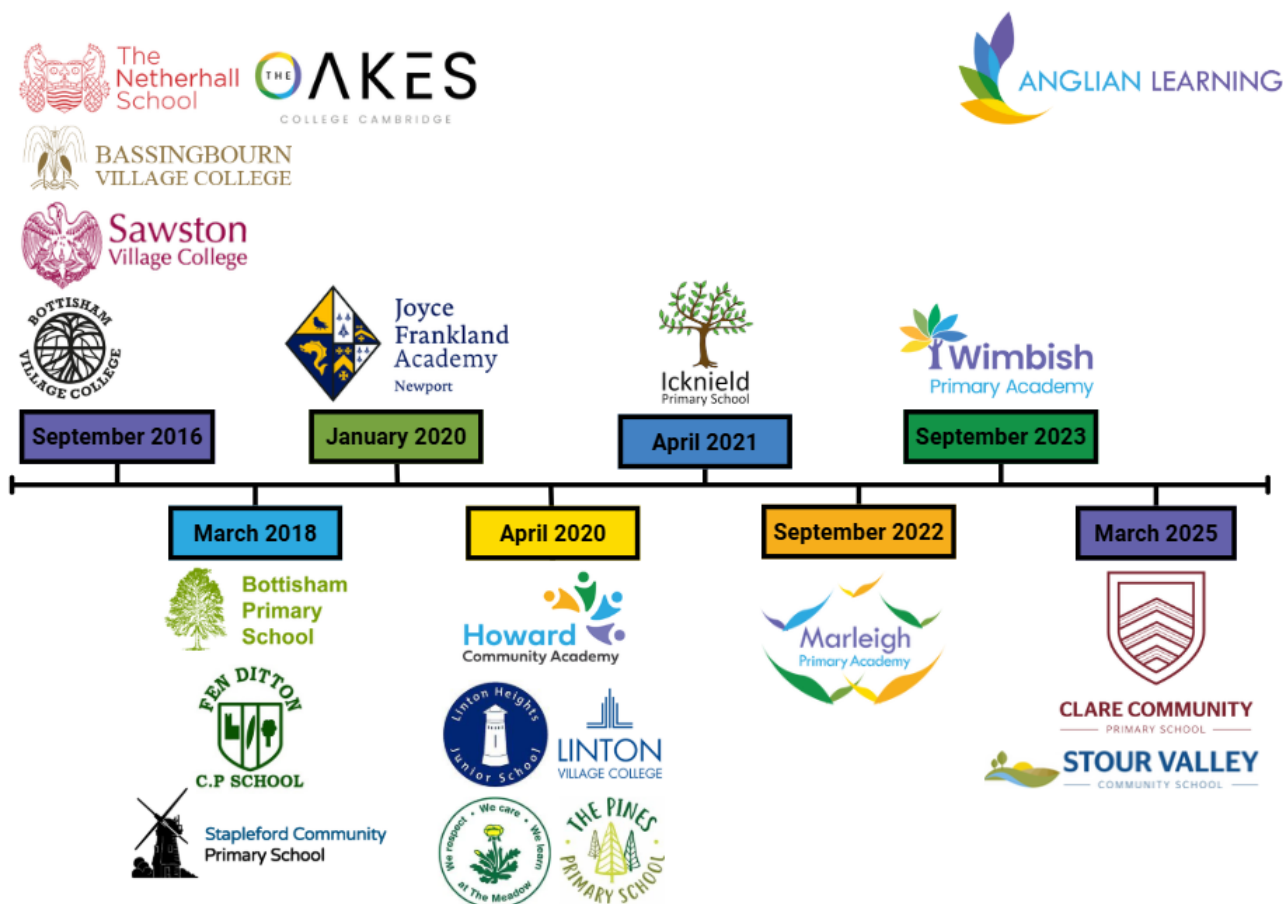 The
Netherhall
School
THE OAKES
COLLEGE CAMBRIDGE
ANGLIAN LEARNING
BASSINGBOURN
VILLAGE COLLEGE
Sawston
Village College
BOTTISHAM
VILLAGE COLLEGE
Joyce
Frankland
Academy
Newport
Icknield
Primary School
Wimbish
Primary Academy
September 2016
January 2020
April 2021
September 2023
March 2018
April 2020
September 2022
March 2025
Bottisham
Primary
School
FEN DITTON
C.P SCHOOL
Stapleford Community
Primary School
Howard
Community Academy
Linton Heights
Junior School
LINTON
VILLAGE COLLEGE
We respect • We care • We learn
at The Meadow
THE PINES
PRIMARY SCHOOL
Marleigh
Primary Academy
CLARE COMMUNITY
PRIMARY SCHOOL
STOUR VALLEY
COMMUNITY SCHOOL